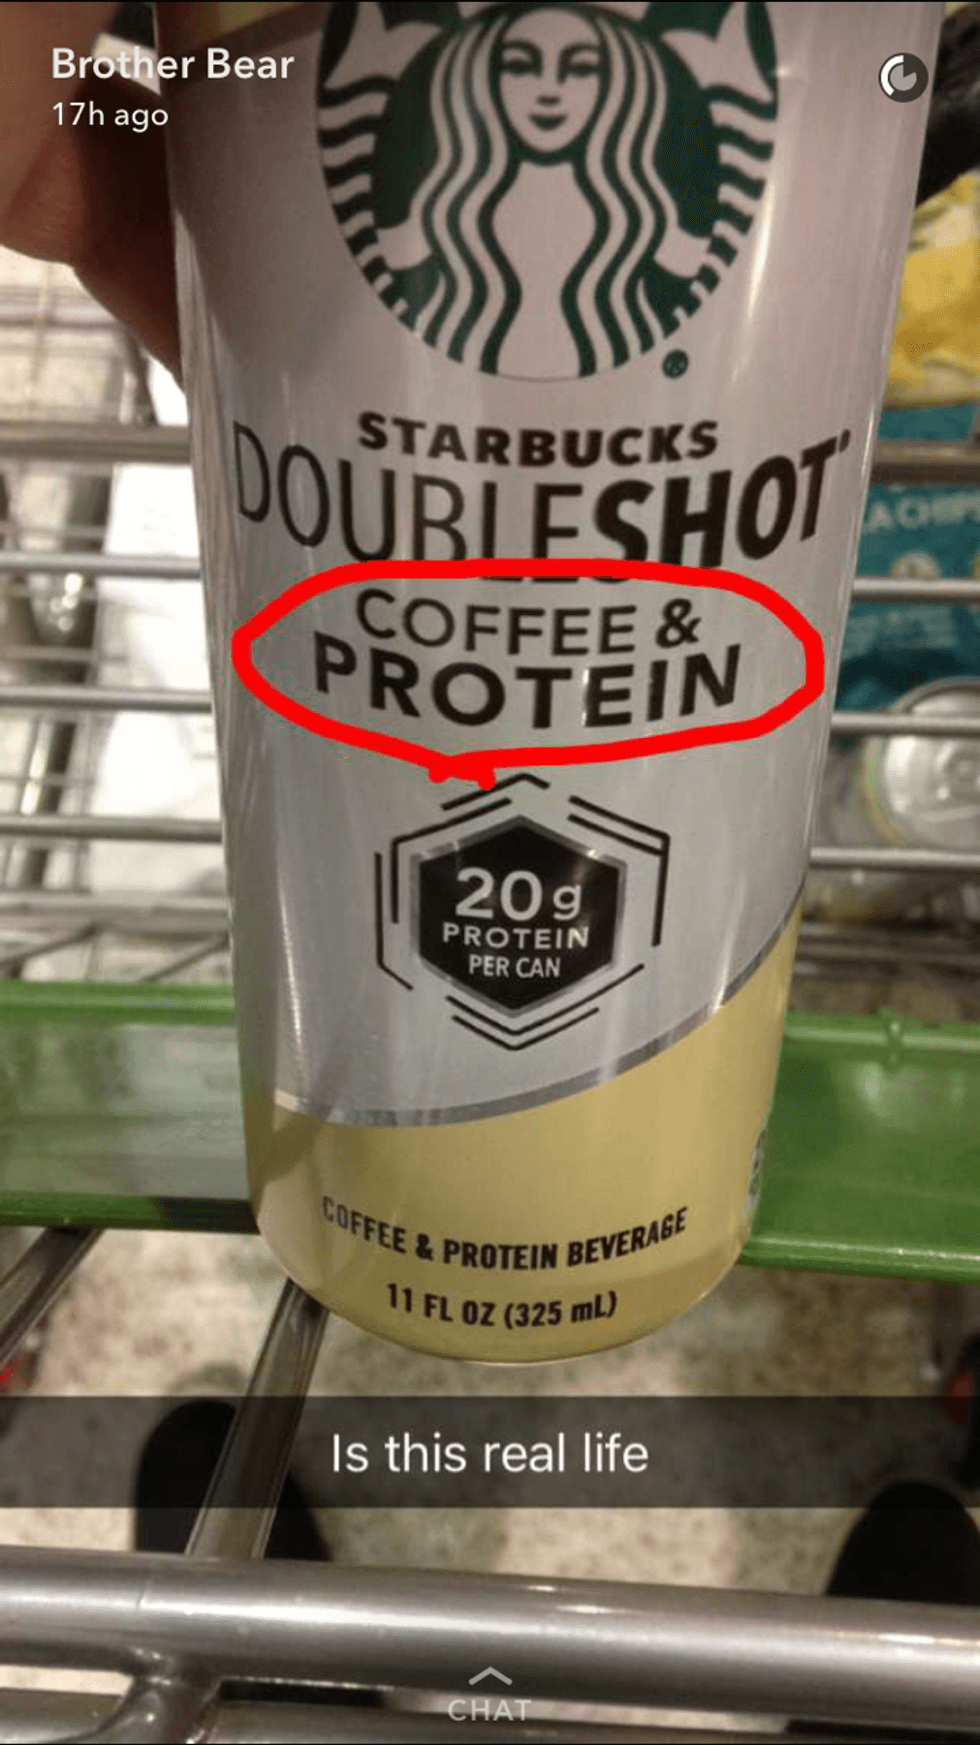 Brother Bear
17h ago
STARBUCKS
DOUBLESHOT
COFFEE &
PROTEIN
20g
PROTEIN
PER CAN
COFFEE & PROTEIN BEVERAGE
11 FL OZ (325 mL)
Is this real life
CHAT